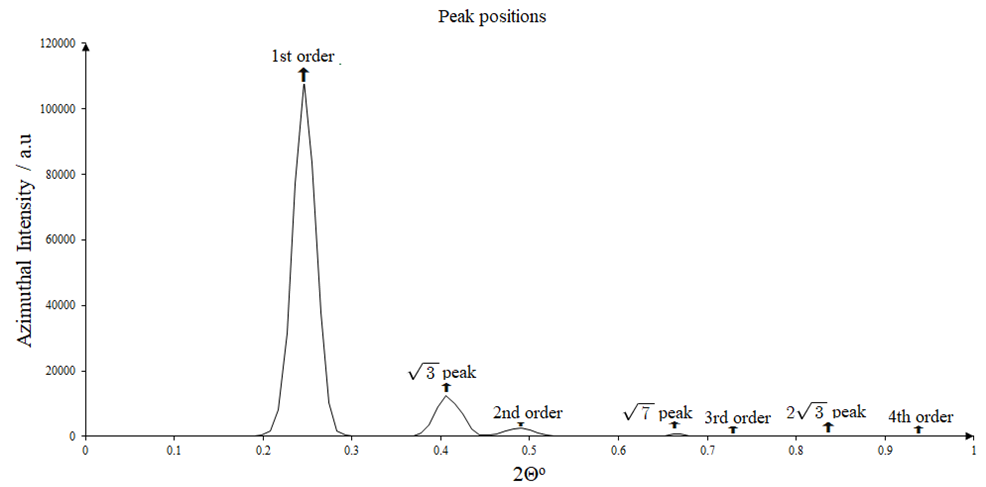 Peak positions
120000
1st order
100000
80000
60000
40000
20000
0
Azimuthal Intensity / a.u
√3 peak
2nd order
√7 peak
3rd order
2√3 peak
4th order
0 0.1 0.2 0.3 0.4 0.5 0.6 0.7 0.8 0.9 1
2Θº